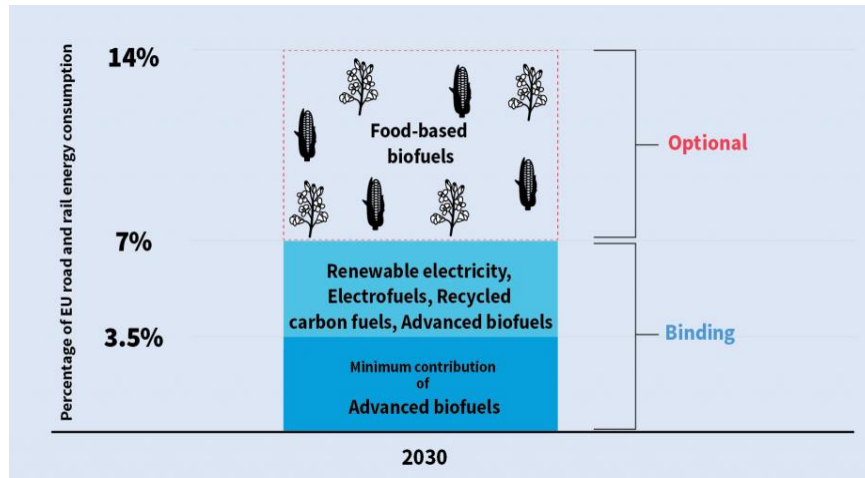 Percentage of EU road and rail energy consumption
14%
Food-based
biofuels
Optional
7%
Renewable electricity,
Electrofuels, Recycled
carbon fuels, Advanced biofuels
3.5%
Binding
Minimum contribution
of
Advanced biofuels
2030